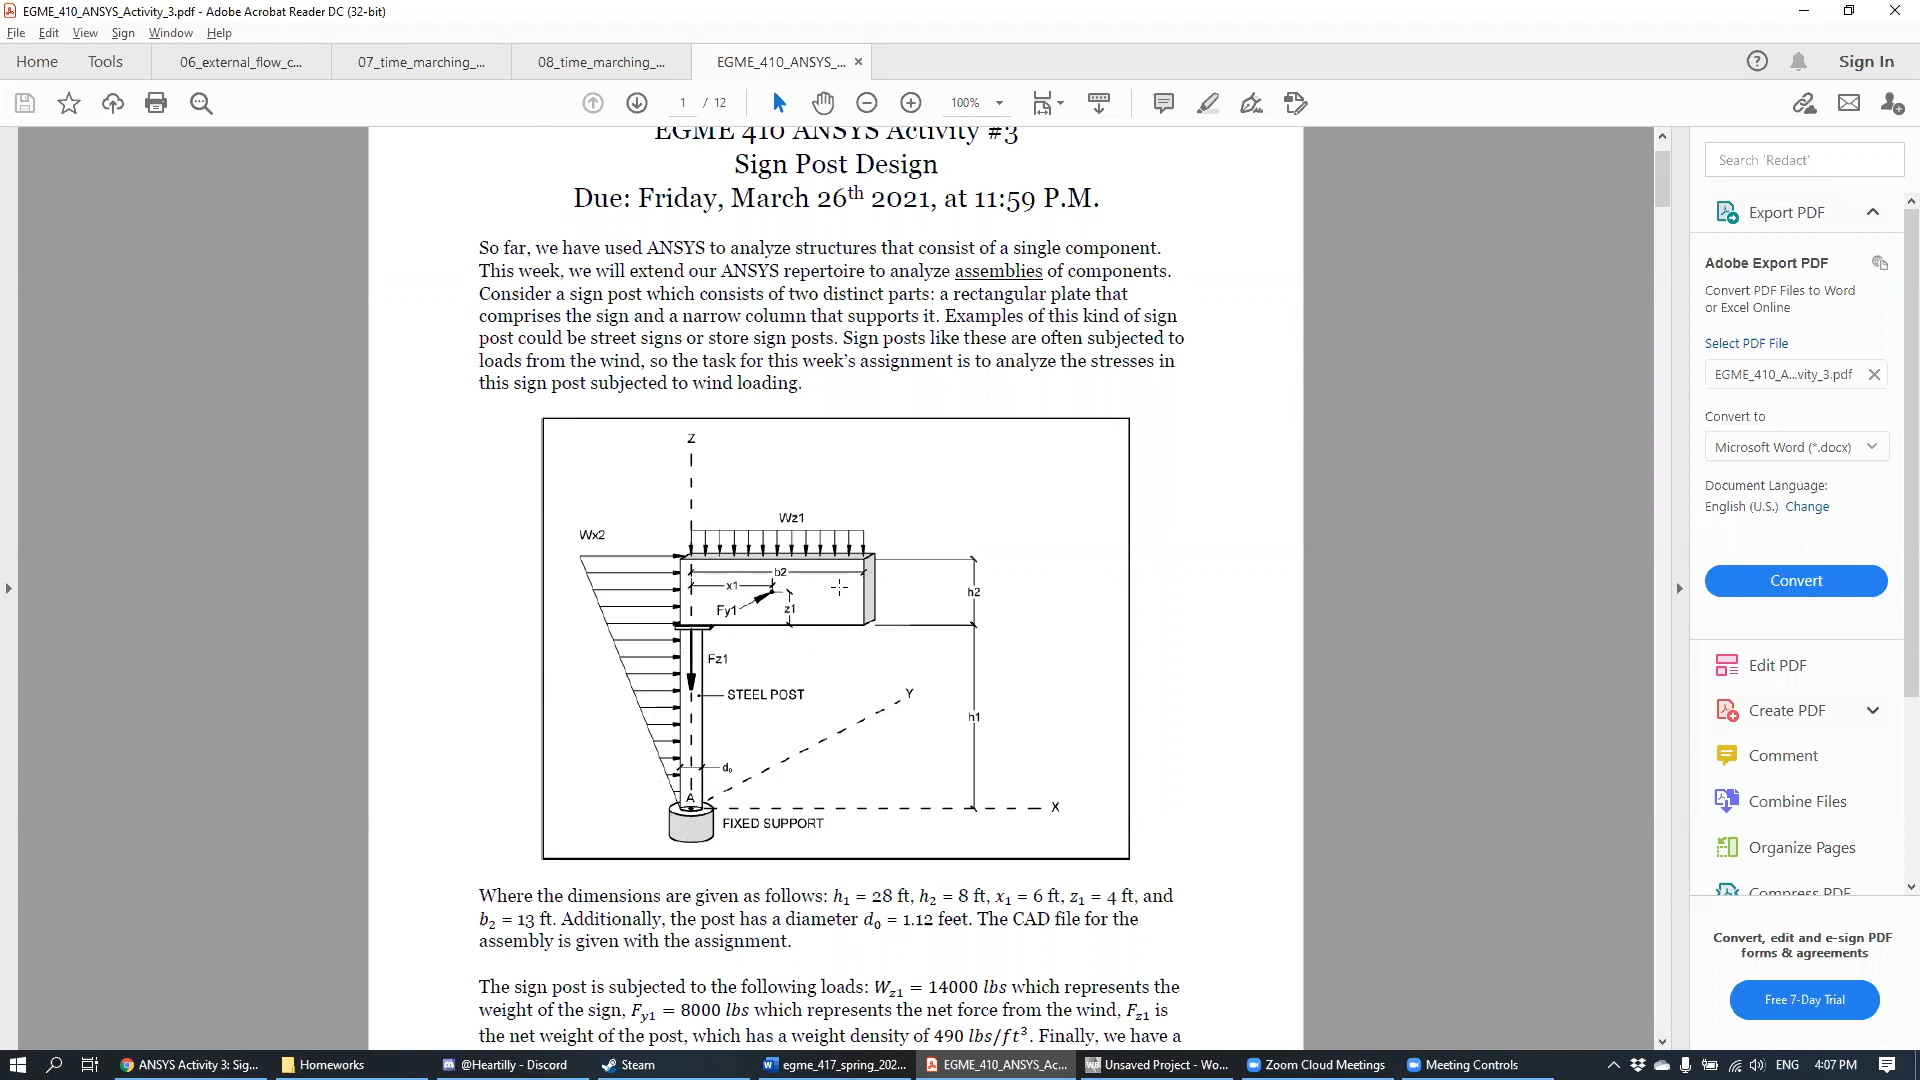 EGME_410_ANSYS_Activity_3.pdf - Adobe Acrobat Reader DC (32-bit)
File Edit View Sign Window Help
Home Tools 06_external_flow_c... 07_time_marching_... 08_time_marching_... EGME_410_ANSYS_... × Sign In
1 / 12 100%
EGME 410 ANSYS Activity #3
Sign Post Design
Due: Friday, March 26th 2021, at 11:59 P.M.
So far, we have used ANSYS to analyze structures that consist of a single component.
This week, we will extend our ANSYS repertoire to analyze assemblies of components.
Consider a sign post which consists of two distinct parts: a rectangular plate that
comprises the sign and a narrow column that supports it. Examples of this kind of sign
post could be street signs or store sign posts. Sign posts like these are often subjected to
loads from the wind, so the task for this week's assignment is to analyze the stresses in
this sign post subjected to wind loading.
Z
Wz1
Wx2
b2
x1
h2
Fy1
z1
Fz1
STEEL POST
Y
h1
d₀
A
X
FIXED SUPPORT
Where the dimensions are given as follows: h₁ = 28 ft, h₂ = 8 ft, x₁ = 6 ft, z₁ = 4 ft, and
b₂ = 13 ft. Additionally, the post has a diameter d₀ = 1.12 feet. The CAD file for the
assembly is given with the assignment.
The sign post is subjected to the following loads: W_z1 = 14000 lbs which represents the
weight of the sign, F_y1 = 8000 lbs which represents the net force from the wind, F_z1 is
the net weight of the post, which has a weight density of 490 lbs/ft³. Finally, we have a
Search 'Redact'
Export PDF
Adobe Export PDF
Convert PDF Files to Word
or Excel Online
Select PDF File
EGME_410_A...vity_3.pdf
Convert to
Microsoft Word (*.docx)
Document Language:
English (U.S.) Change
Convert
Edit PDF
Create PDF
Comment
Combine Files
Organize Pages
Compress PDF
Convert, edit and e-sign PDF
forms & agreements
Free 7-Day Trial
ANSYS Activity 3: Sig... Homeworks @Heartilly - Discord Steam egme_417_spring_202... EGME_410_ANSYS_Ac... Unsaved Project - Wo... Zoom Cloud Meetings Meeting Controls ENG 4:07 PM